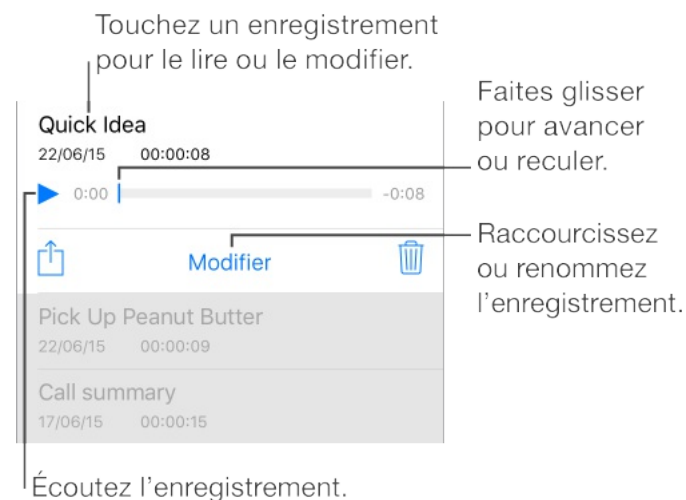 Touchez un enregistrement
pour le lire ou le modifier.
Faites glisser
pour avancer
ou reculer.
Quick Idea
22/06/15 00:00:08
0:00 -0:08
Modifier
Raccourcissez
ou renommez
l’enregistrement.
Pick Up Peanut Butter
22/06/15 00:00:09
Call summary
17/06/15 00:00:15
Écoutez l’enregistrement.